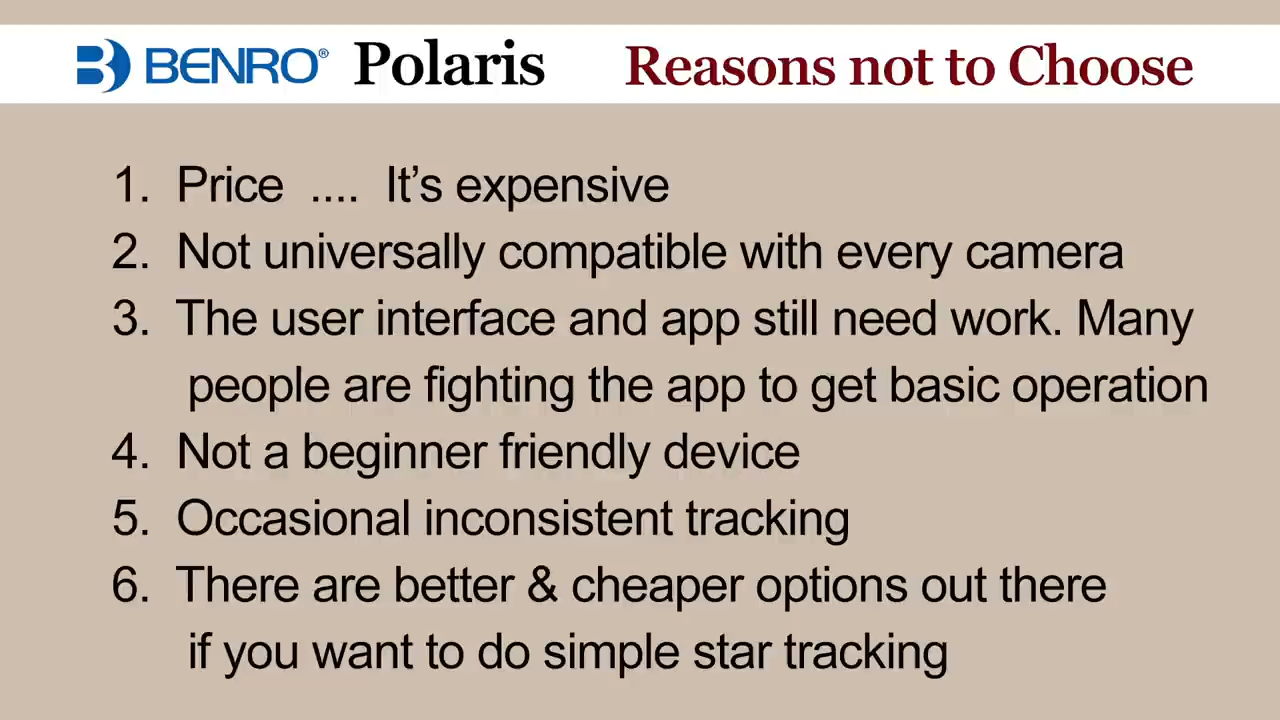 BENRO® Polaris Reasons not to Choose
1. Price .... It's expensive
2. Not universally compatible with every camera
3. The user interface and app still need work. Many
people are fighting the app to get basic operation
4. Not a beginner friendly device
5. Occasional inconsistent tracking
6. There are better & cheaper options out there
if you want to do simple star tracking